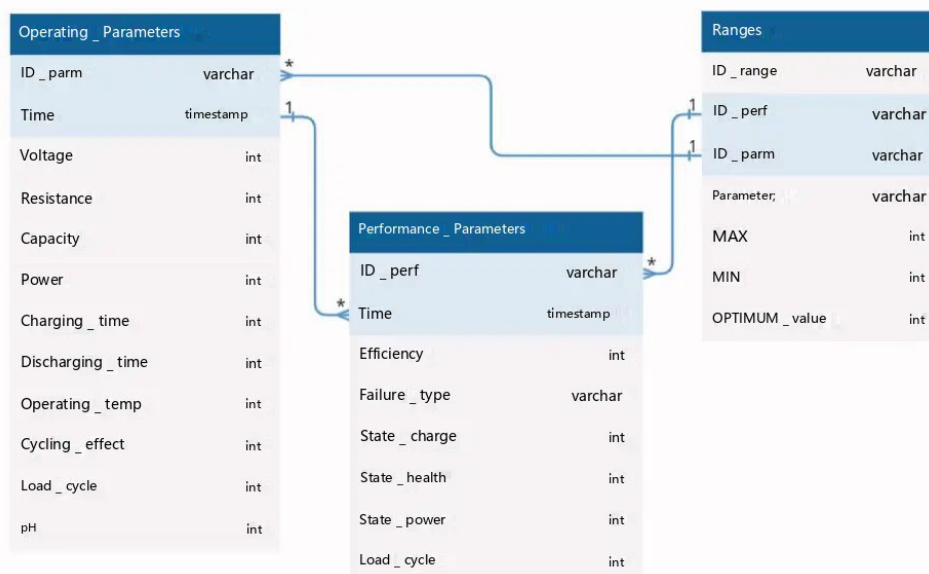 Operating _ Parameters
ID _ parm varchar
Time timestamp
Voltage int
Resistance int
Capacity int
Power int
Charging _ time int
Discharging _ time int
Operating _ temp int
Cycling _ effect int
Load _ cycle int
pH int
*
1
Performance _ Parameters
ID _ perf varchar
Time timestamp
Efficiency int
Failure _ type varchar
State _ charge int
State _ health int
State _ power int
Load _ cycle int
*
*
Ranges
ID _ range varchar
ID _ perf varchar
ID _ parm varchar
Parameter; varchar
MAX int
MIN int
OPTIMUM _ value int
1
1